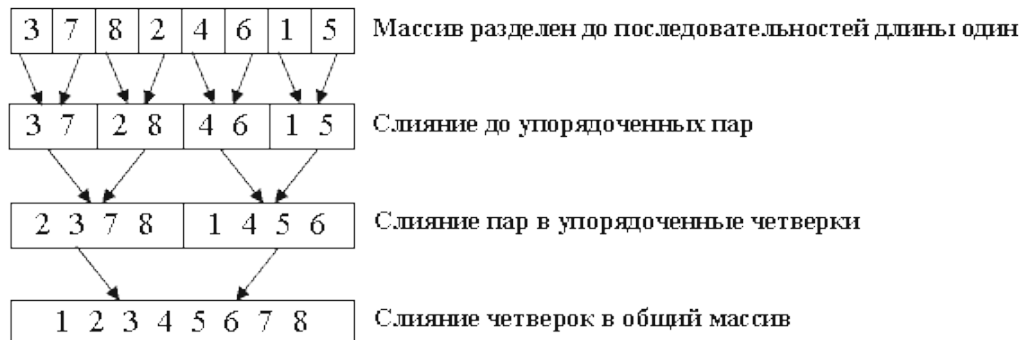 3 7 8 2 4 6 1 5 Массив разделен до последовательностей длины один
3 7 2 8 4 6 1 5 Слияние до упорядоченных пар
2 3 7 8 1 4 5 6 Слияние пар в упорядоченные четверки
1 2 3 4 5 6 7 8 Слияние четверок в общий массив